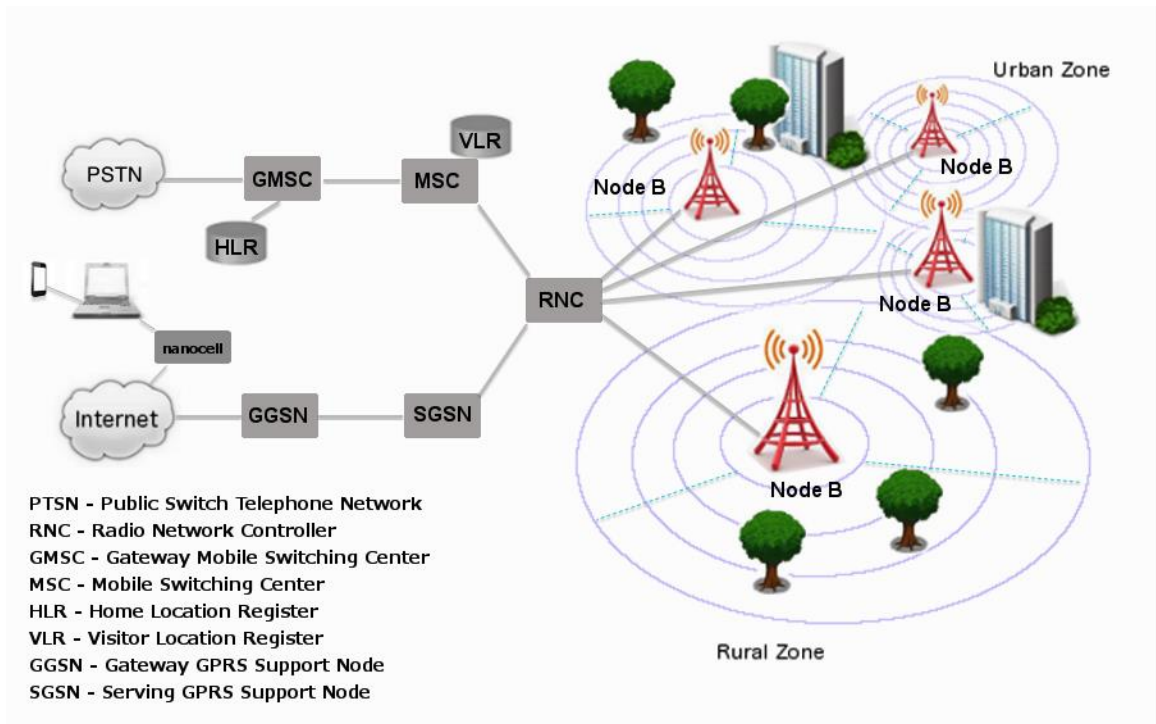 Urban Zone
VLR
PSTN
GMSC
MSC
Node B
Node B
HLR
RNC
Node B
nanocell
Internet
GGSN
SGSN
Node B
PTSN - Public Switch Telephone Network
RNC - Radio Network Controller
GMSC - Gateway Mobile Switching Center
MSC - Mobile Switching Center
HLR - Home Location Register
VLR - Visitor Location Register
GGSN - Gateway GPRS Support Node
SGSN - Serving GPRS Support Node
Rural Zone